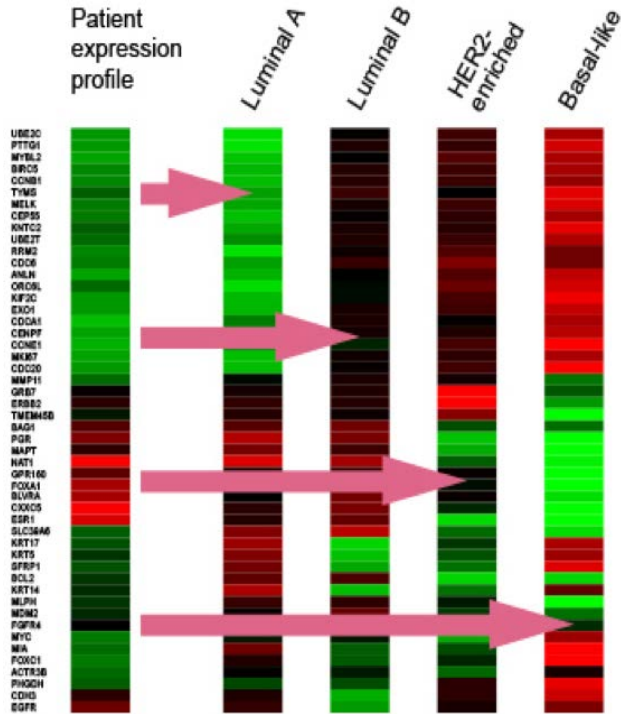 Patient
expression
profile
Luminal A
Luminal B
HER2-
enriched
Basal-like
UBE2C
PTTG1
MYBL2
BIRC5
CCNB1
TYMS
MELK
CEP55
KNTC2
UBE2T
RRM2
CDC6
ANLN
ORC6L
KIF2C
EXO1
CDCA1
CENPF
CCNE1
MKI67
CDC20
MMP11
GRB7
ERBB2
TMEM45B
BAG1
PGR
MAPT
NAT1
GPR160
FOXA1
BLVRA
CXXC5
ESR1
SLC39A6
KRT17
KRT5
SFRP1
BCL2
KRT14
MLPH
MDM2
FGFR4
MYC
MIA
FOXC1
ACTR3B
PHGDH
CDH3
EGFR